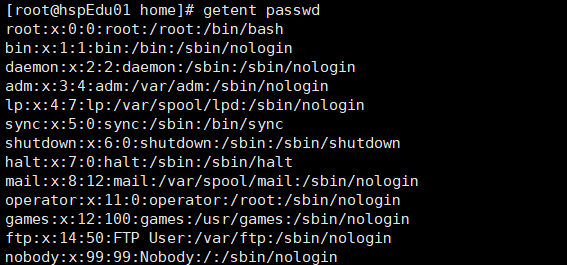 [root@hspEdu01 home]# getent passwd
root:x:0:0:root:/root:/bin/bash
bin:x:1:1:bin:/bin:/sbin/nologin
daemon:x:2:2:daemon:/sbin:/sbin/nologin
adm:x:3:4:adm:/var/adm:/sbin/nologin
lp:x:4:7:lp:/var/spool/lpd:/sbin/nologin
sync:x:5:0:sync:/sbin:/bin/sync
shutdown:x:6:0:shutdown:/sbin:/sbin/shutdown
halt:x:7:0:halt:/sbin:/sbin/halt
mail:x:8:12:mail:/var/spool/mail:/sbin/nologin
operator:x:11:0:operator:/root:/sbin/nologin
games:x:12:100:games:/usr/games:/sbin/nologin
ftp:x:14:50:FTP User:/var/ftp:/sbin/nologin
nobody:x:99:99:Nobody:/:/sbin/nologin